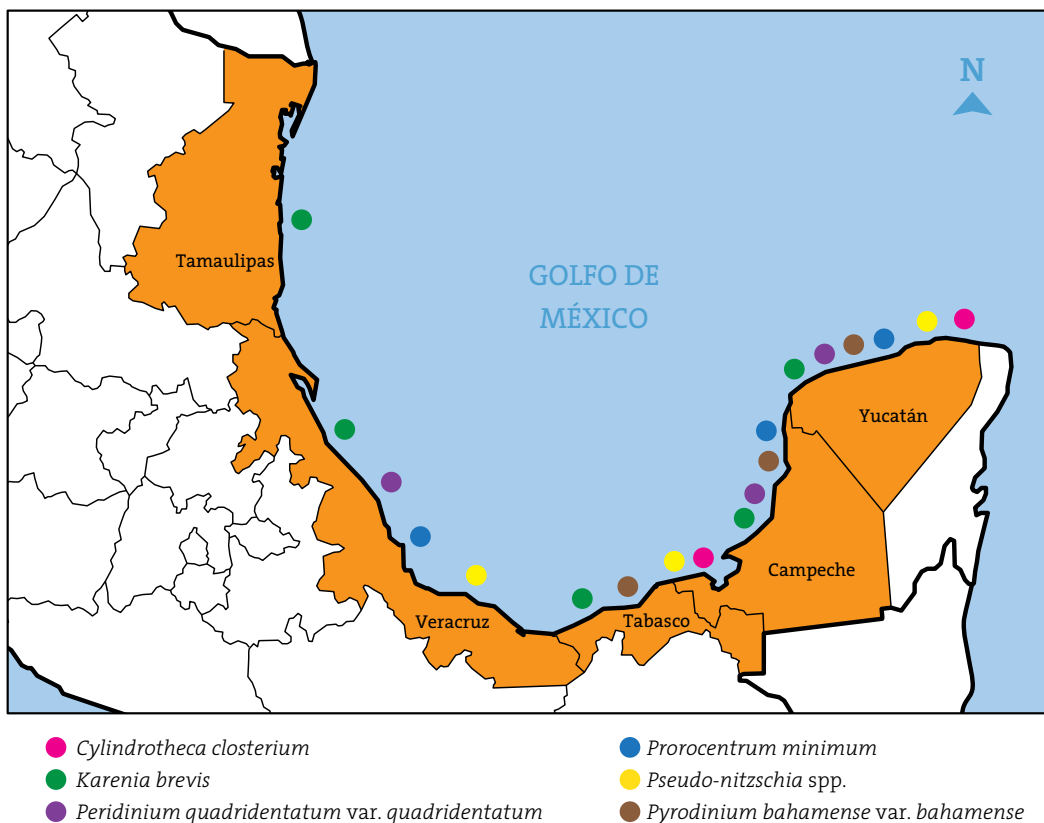 N
GOLFO DE
MÉXICO
Tamaulipas
Yucatán
Campeche
Veracruz
Tabasco
Cylindrotheca closterium
Karenia brevis
Peridinium quadridentatum var. quadridentatum
Prorocentrum minimum
Pseudo-nitzschia spp.
Pyrodinium bahamense var. bahamense